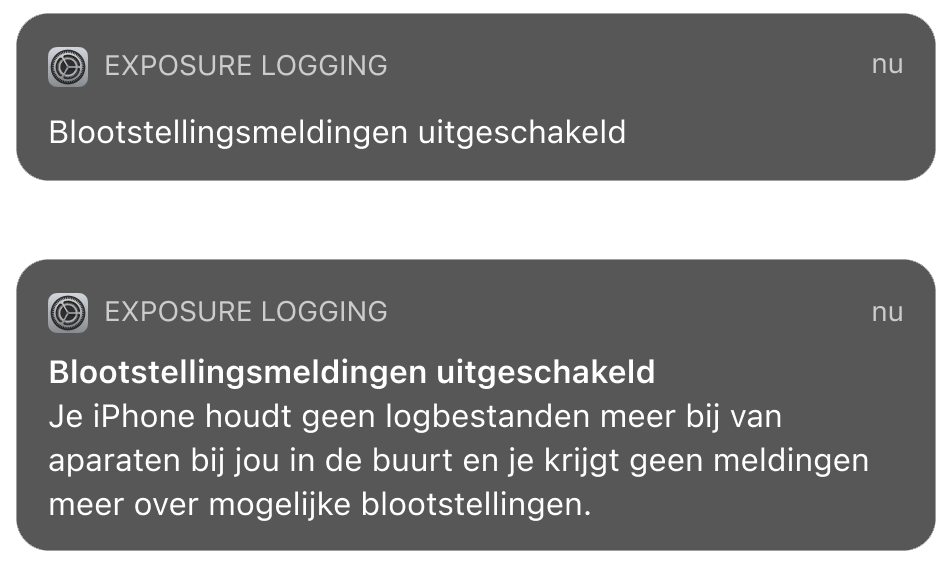 EXPOSURE LOGGING
nu
Blootstellingsmeldingen uitgeschakeld
EXPOSURE LOGGING
nu
Blootstellingsmeldingen uitgeschakeld
Je iPhone houdt geen logbestanden meer bij van
aparaten bij jou in de buurt en je krijgt geen meldingen
meer over mogelijke blootstellingen.